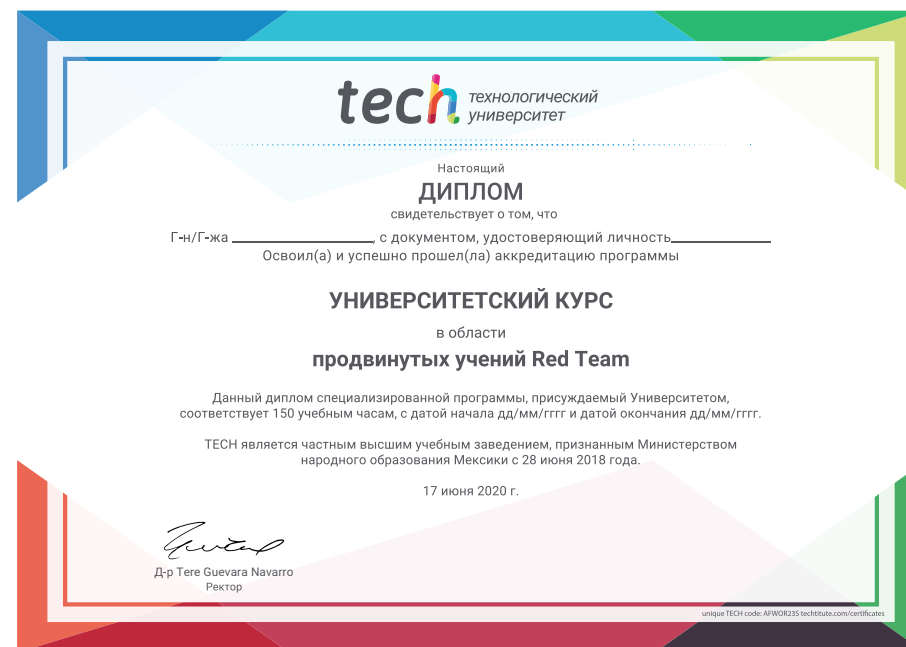 tech технологический
университет
Настоящий
ДИПЛОМ
свидетельствует о том, что
Г-н/Г-жа ____________________, с документом, удостоверяющий личность______________
Освоил(а) и успешно прошел(ла) аккредитацию программы
УНИВЕРСИТЕТСКИЙ КУРС
в области
продвинутых учений Red Team
Данный диплом специализированной программы, присуждаемый Университетом,
соответствует 150 учебным часам, с датой начала дд/мм/гггг и датой окончания дд/мм/гггг.
TECH является частным высшим учебным заведением, признанным Министерством
народного образования Мексики с 28 июня 2018 года.
17 июня 2020 г.
Д-р Tere Guevara Navarro
Ректор
unique TECH code: AFWOR23S techtitute.com/certificates